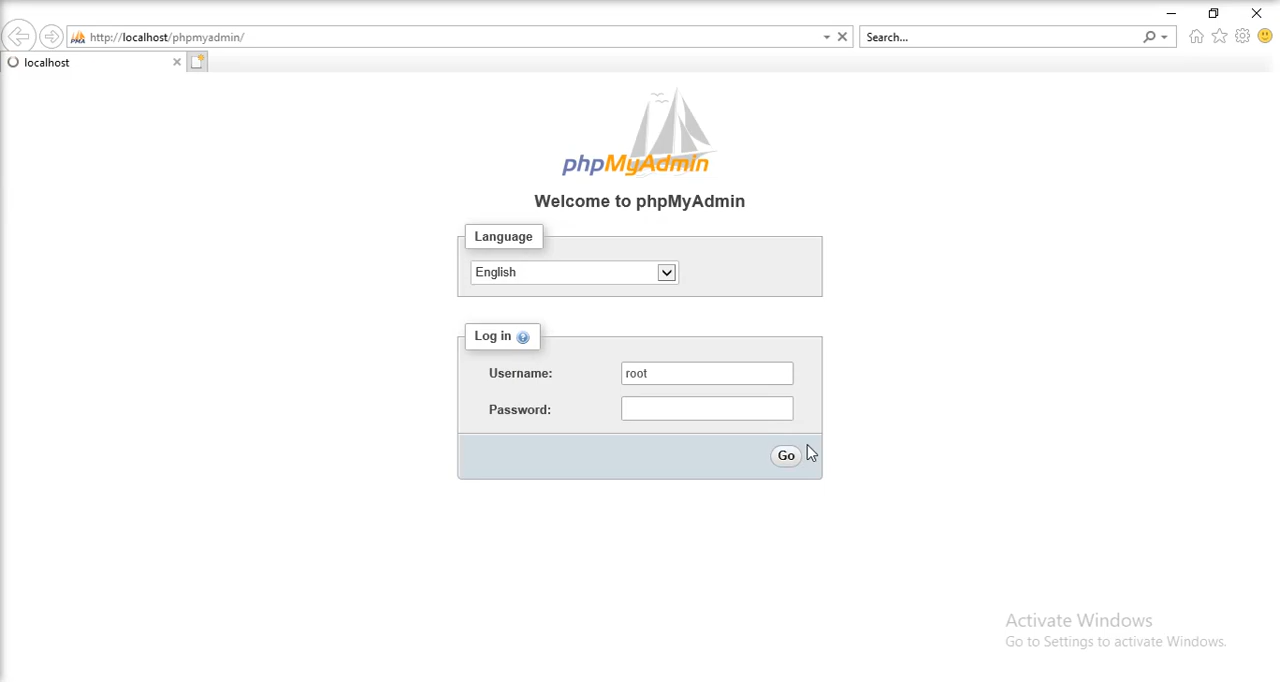 http://localhost/phpmyadmin/
Search...
localhost
phpMyAdmin
Welcome to phpMyAdmin
Language
English
Log in
Username:
root
Password:
Go
Activate Windows
Go to Settings to activate Windows.